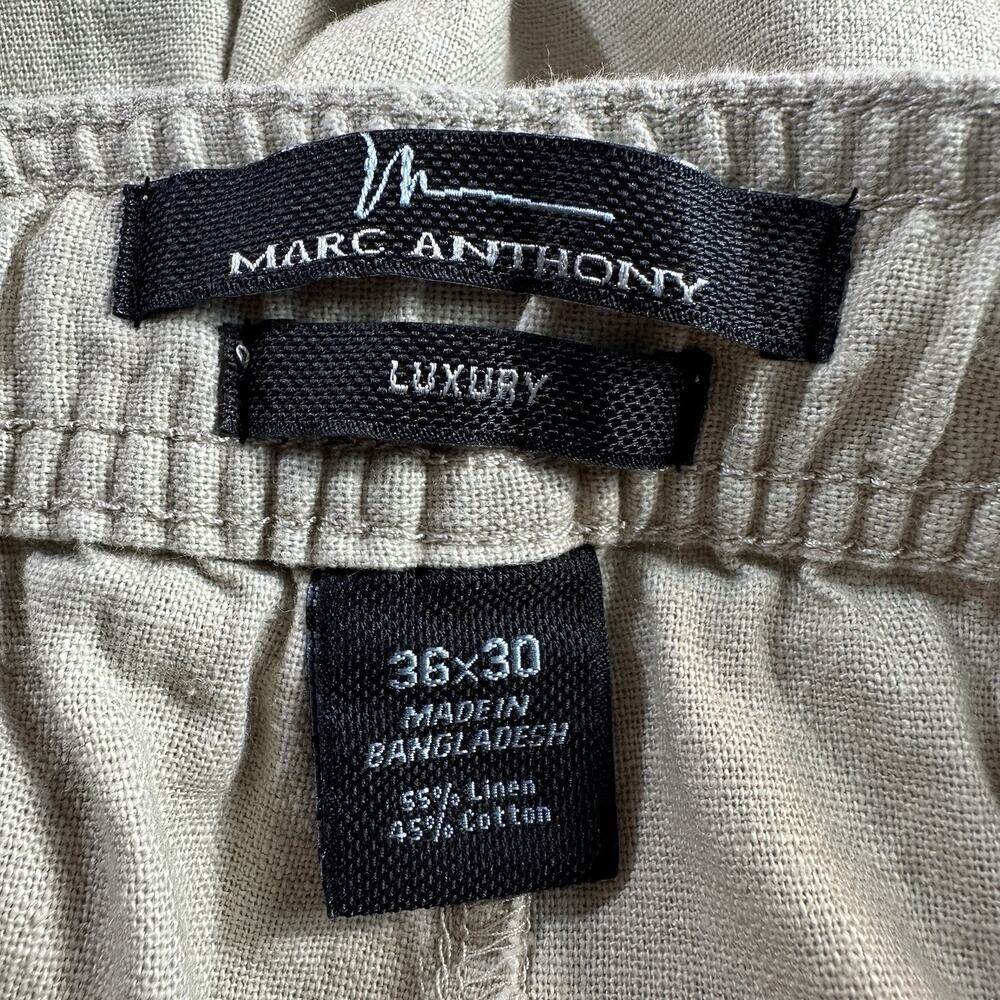 MARC ANTHONY
LUXURY
36x30
MADE IN
BANGLADESH
55% Linen
45% Cotton